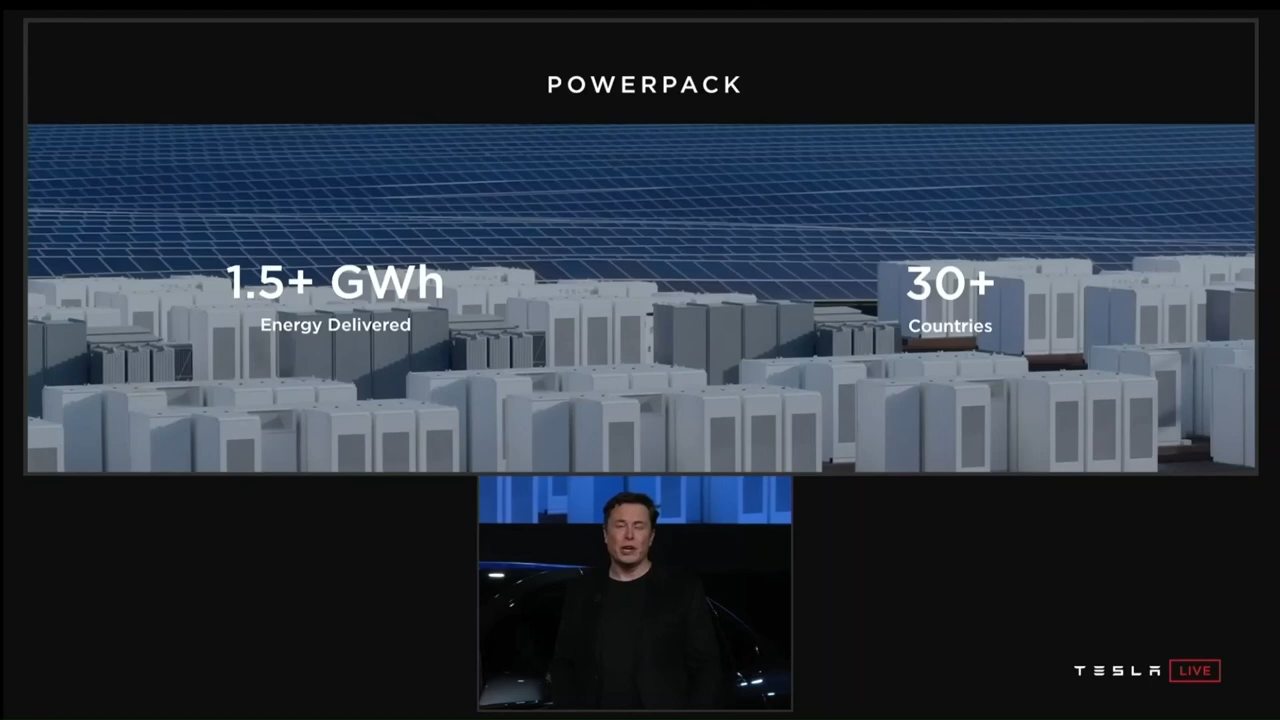 POWERPACK
1.5+ GWh
Energy Delivered
30+
Countries
TESLA LIVE